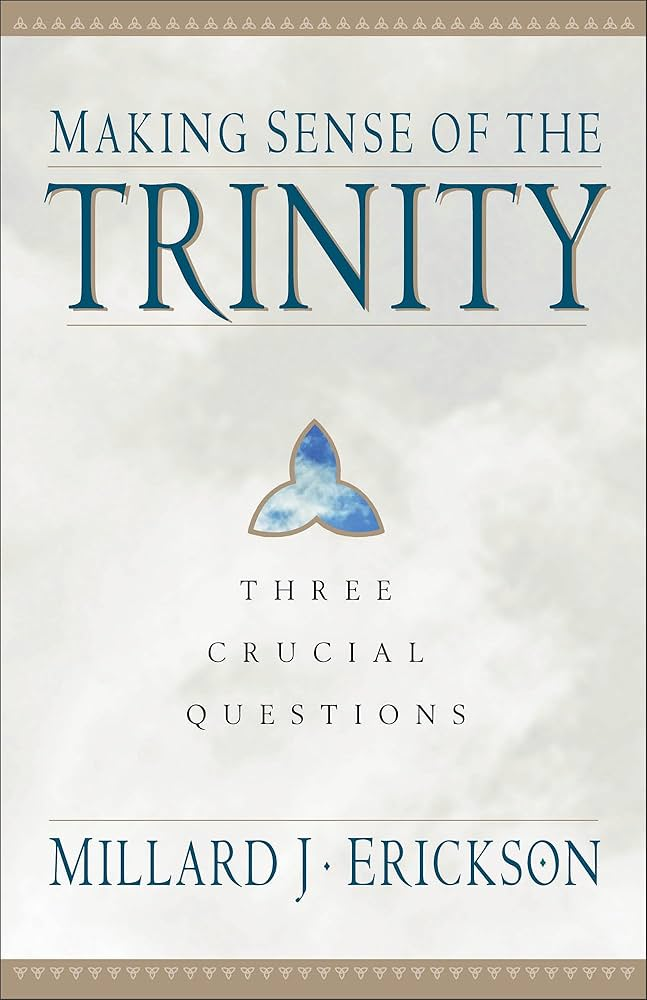 MAKING SENSE OF THE
TRINITY
THREE
CRUCIAL
QUESTIONS
MILLARD J · ERICKSON